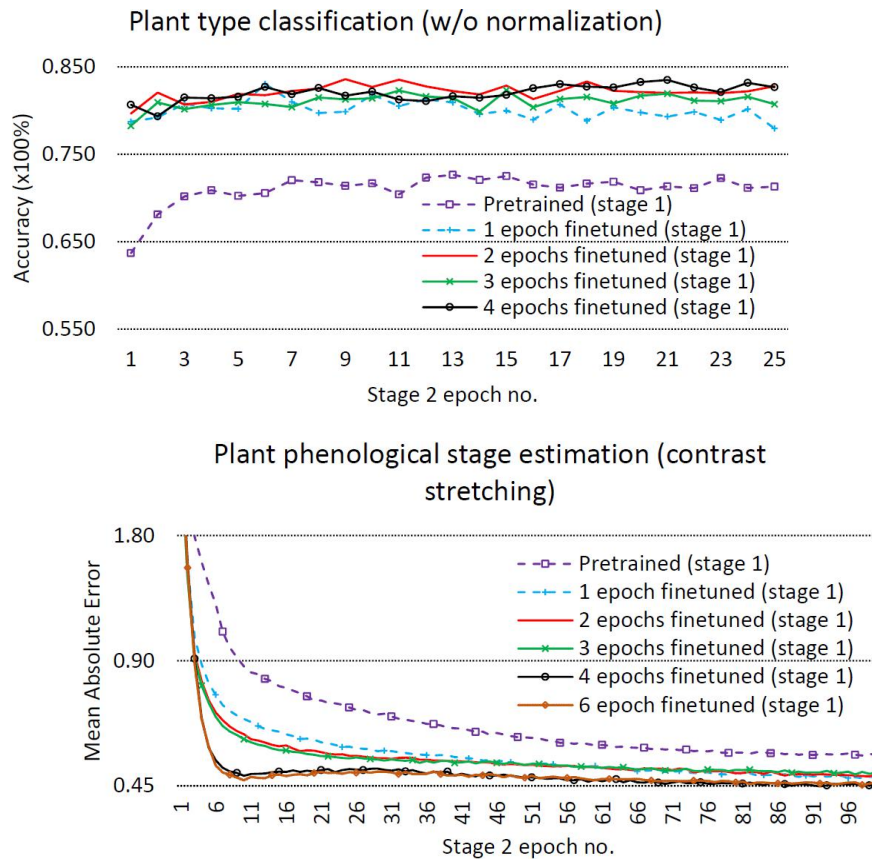 Plant type classification (w/o normalization)
0.850
0.750
0.650
0.550
Accuracy (x100%)
Pretrained (stage 1)
1 epoch finetuned (stage 1)
2 epochs finetuned (stage 1)
3 epochs finetuned (stage 1)
4 epochs finetuned (stage 1)
1 3 5 7 9 11 13 15 17 19 21 23 25
Stage 2 epoch no.
Plant phenological stage estimation (contrast
stretching)
1.80
0.90
0.45
Mean Absolute Error
Pretrained (stage 1)
1 epoch finetuned (stage 1)
2 epochs finetuned (stage 1)
3 epochs finetuned (stage 1)
4 epochs finetuned (stage 1)
6 epoch finetuned (stage 1)
1 6 11 16 21 26 31 36 41 46 51 56 61 66 71 76 81 86 91 96
Stage 2 epoch no.